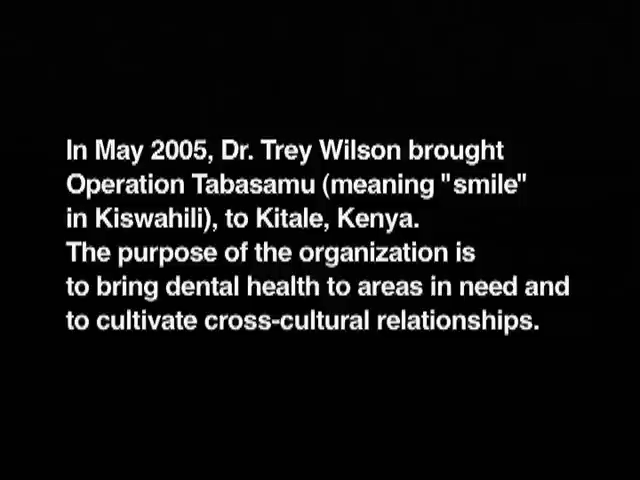 In May 2005, Dr. Trey Wilson brought
Operation Tabasamu (meaning "smile"
in Kiswahili), to Kitale, Kenya.
The purpose of the organization is
to bring dental health to areas in need and
to cultivate cross-cultural relationships.